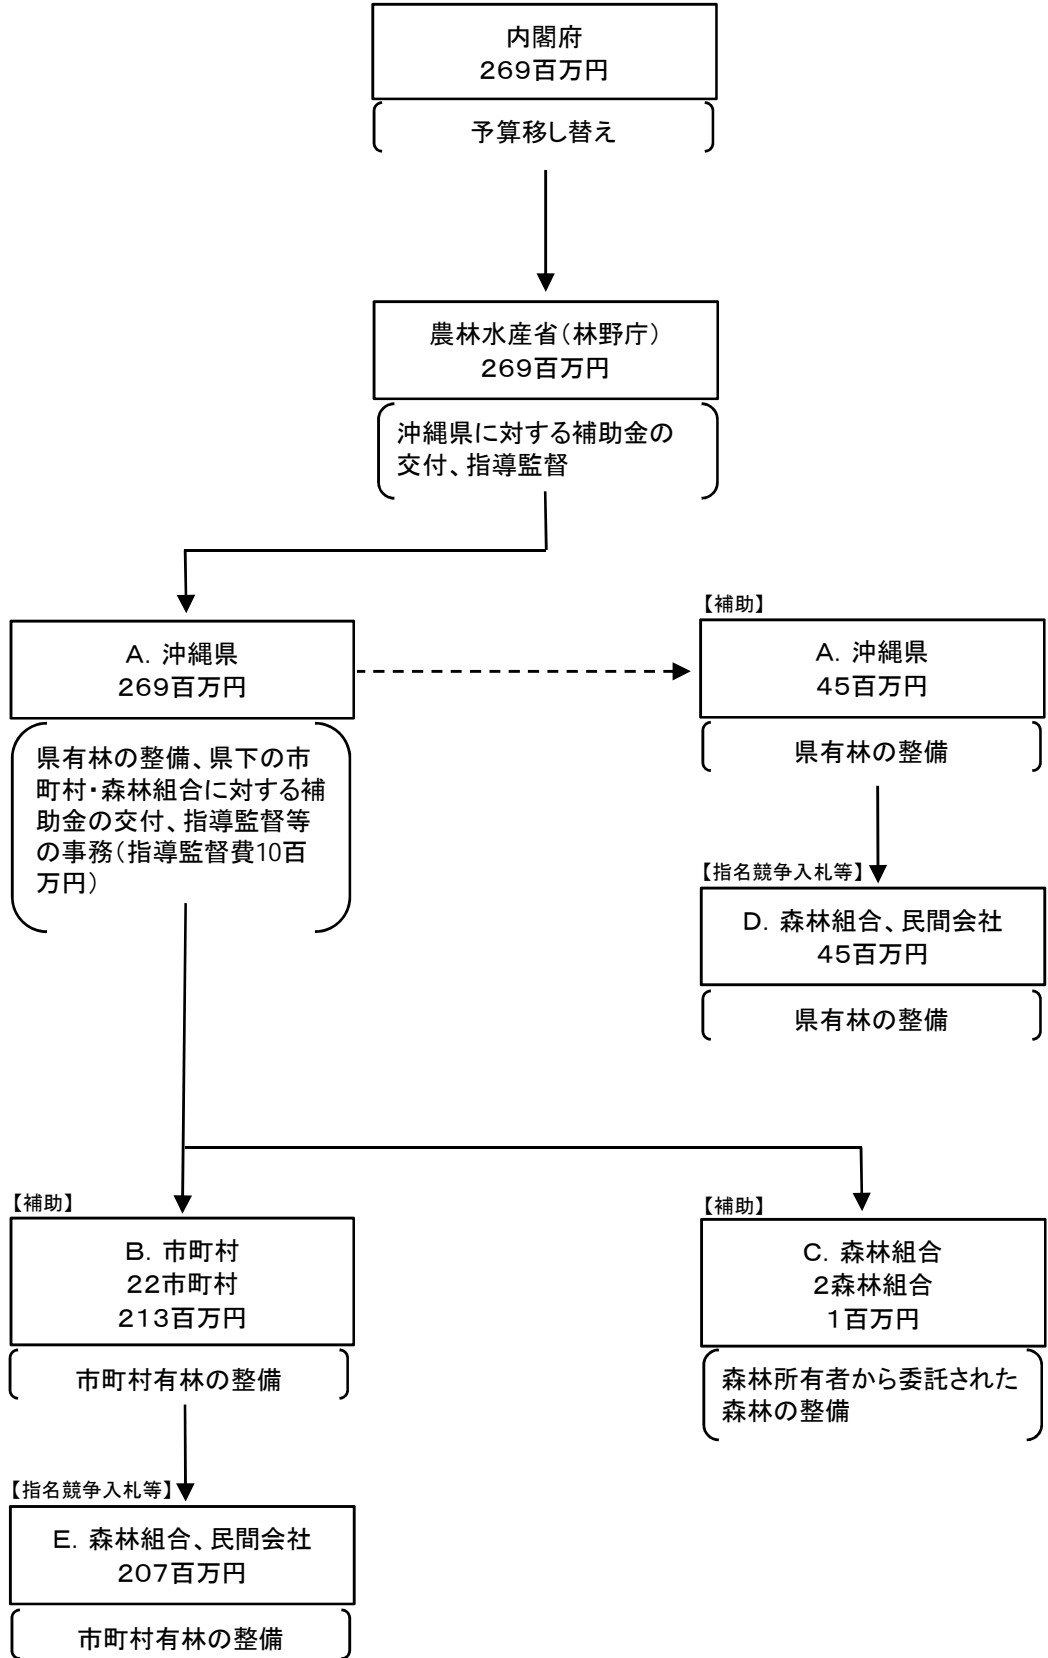 内閣府
269百万円
予算移し替え
農林水産省(林野庁)
269百万円
沖縄県に対する補助金の
交付、指導監督
A. 沖縄県
269百万円
県有林の整備、県下の市
町村・森林組合に対する補
助金の交付、指導監督等
の事務(指導監督費10百
万円)
【補助】
A. 沖縄県
45百万円
県有林の整備
【指名競争入札等】
D. 森林組合、民間会社
45百万円
県有林の整備
【補助】
B. 市町村
22市町村
213百万円
市町村有林の整備
【補助】
C. 森林組合
2森林組合
1百万円
森林所有者から委託された
森林の整備
【指名競争入札等】
E. 森林組合、民間会社
207百万円
市町村有林の整備